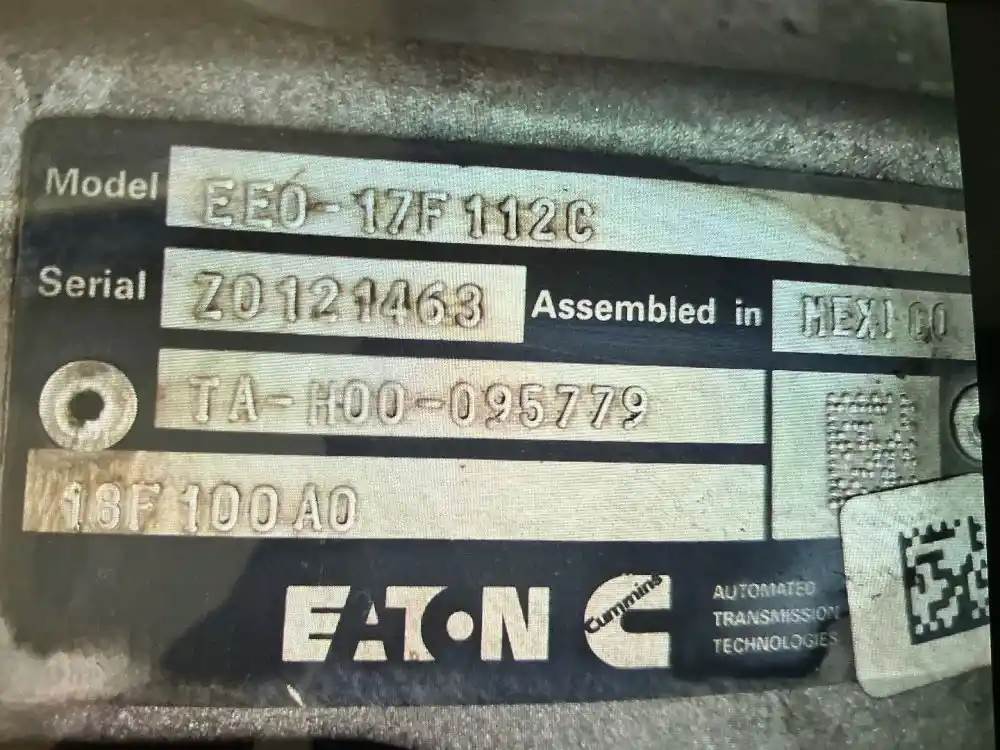 Model EEO-17F112C
Serial Z0121463 Assembled in MEXICO
TA-H00-095779
18F100A0
EATON Cummins AUTOMATED
TRANSMISSION
TECHNOLOGIES